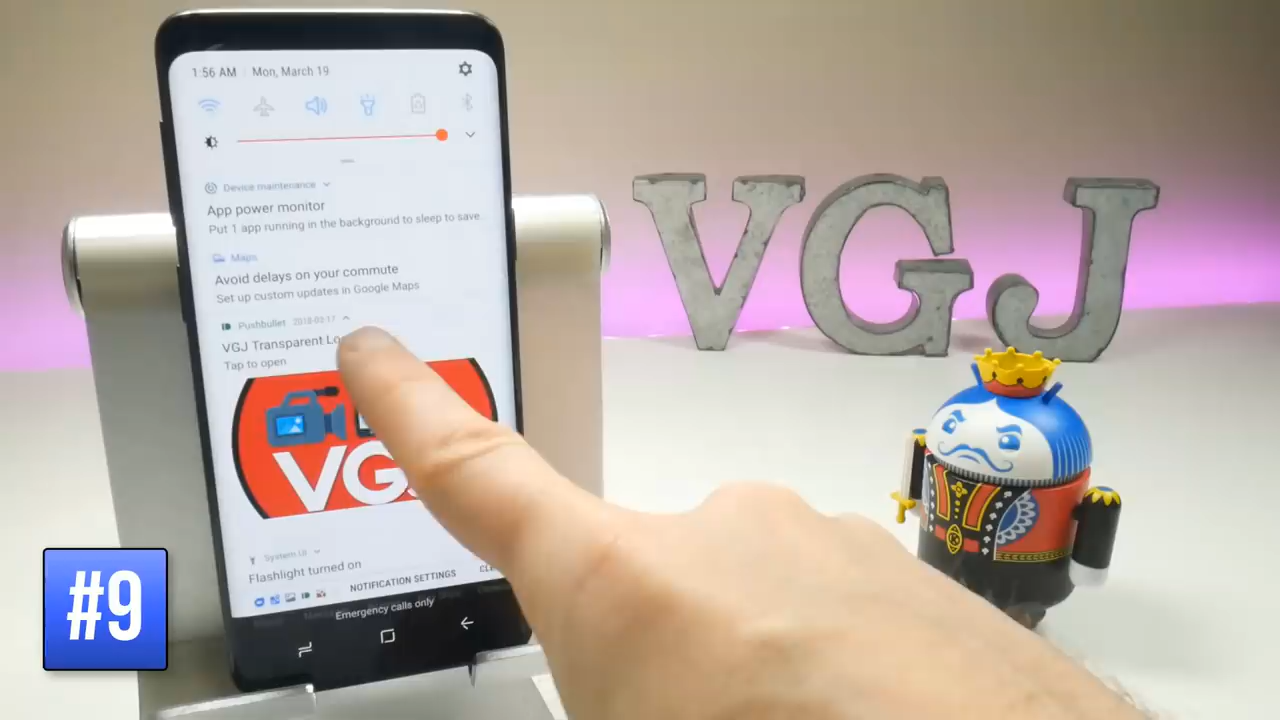 1:56 AM Mon, March 19
Device maintenance
App power monitor
Put 1 app running in the background to sleep to save
Maps
Avoid delays on your commute
Set up custom updates in Google Maps
Pushbullet 2018-03-17
VGJ Transparent
Tap to open
System UI
Flashlight turned on
NOTIFICATION SETTINGS
Emergency calls only
VGJ
#9